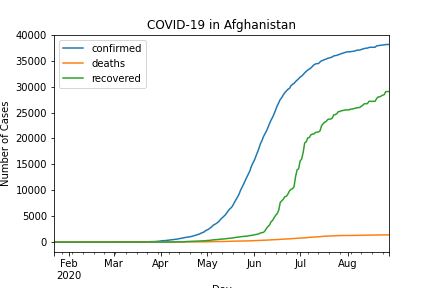 COVID-19 in Afghanistan
confirmed
deaths
recovered
Number of Cases
40000
35000
30000
25000
20000
15000
10000
5000
0
Feb Mar Apr May Jun Jul Aug
2020